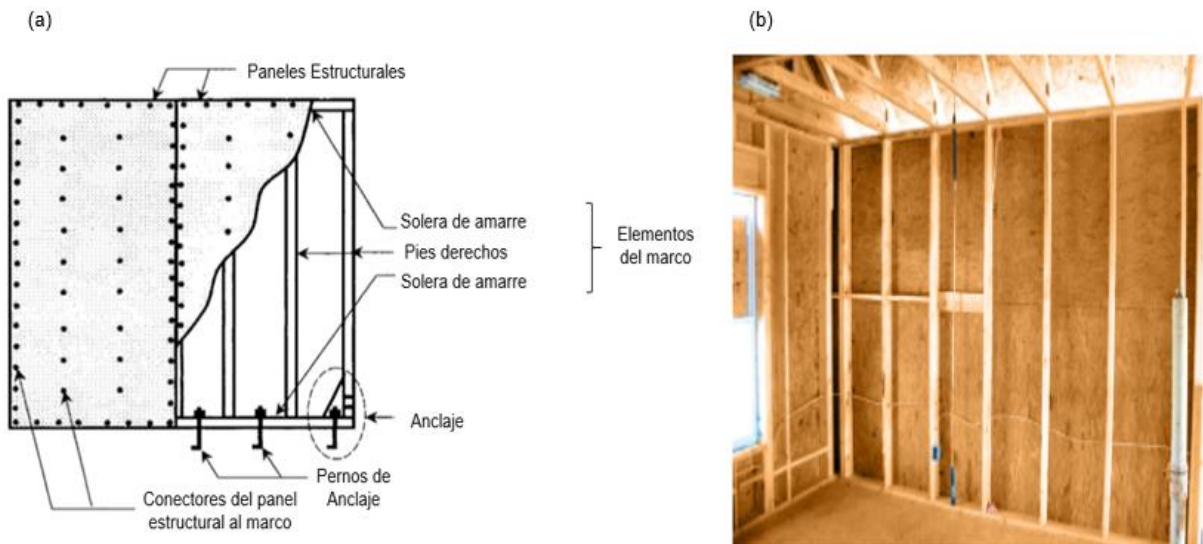 (a)
(b)
Paneles Estructurales
Solera de amarre
Pies derechos
Solera de amarre
Elementos
del marco
Anclaje
Pernos de
Anclaje
Conectores del panel
estructural al marco